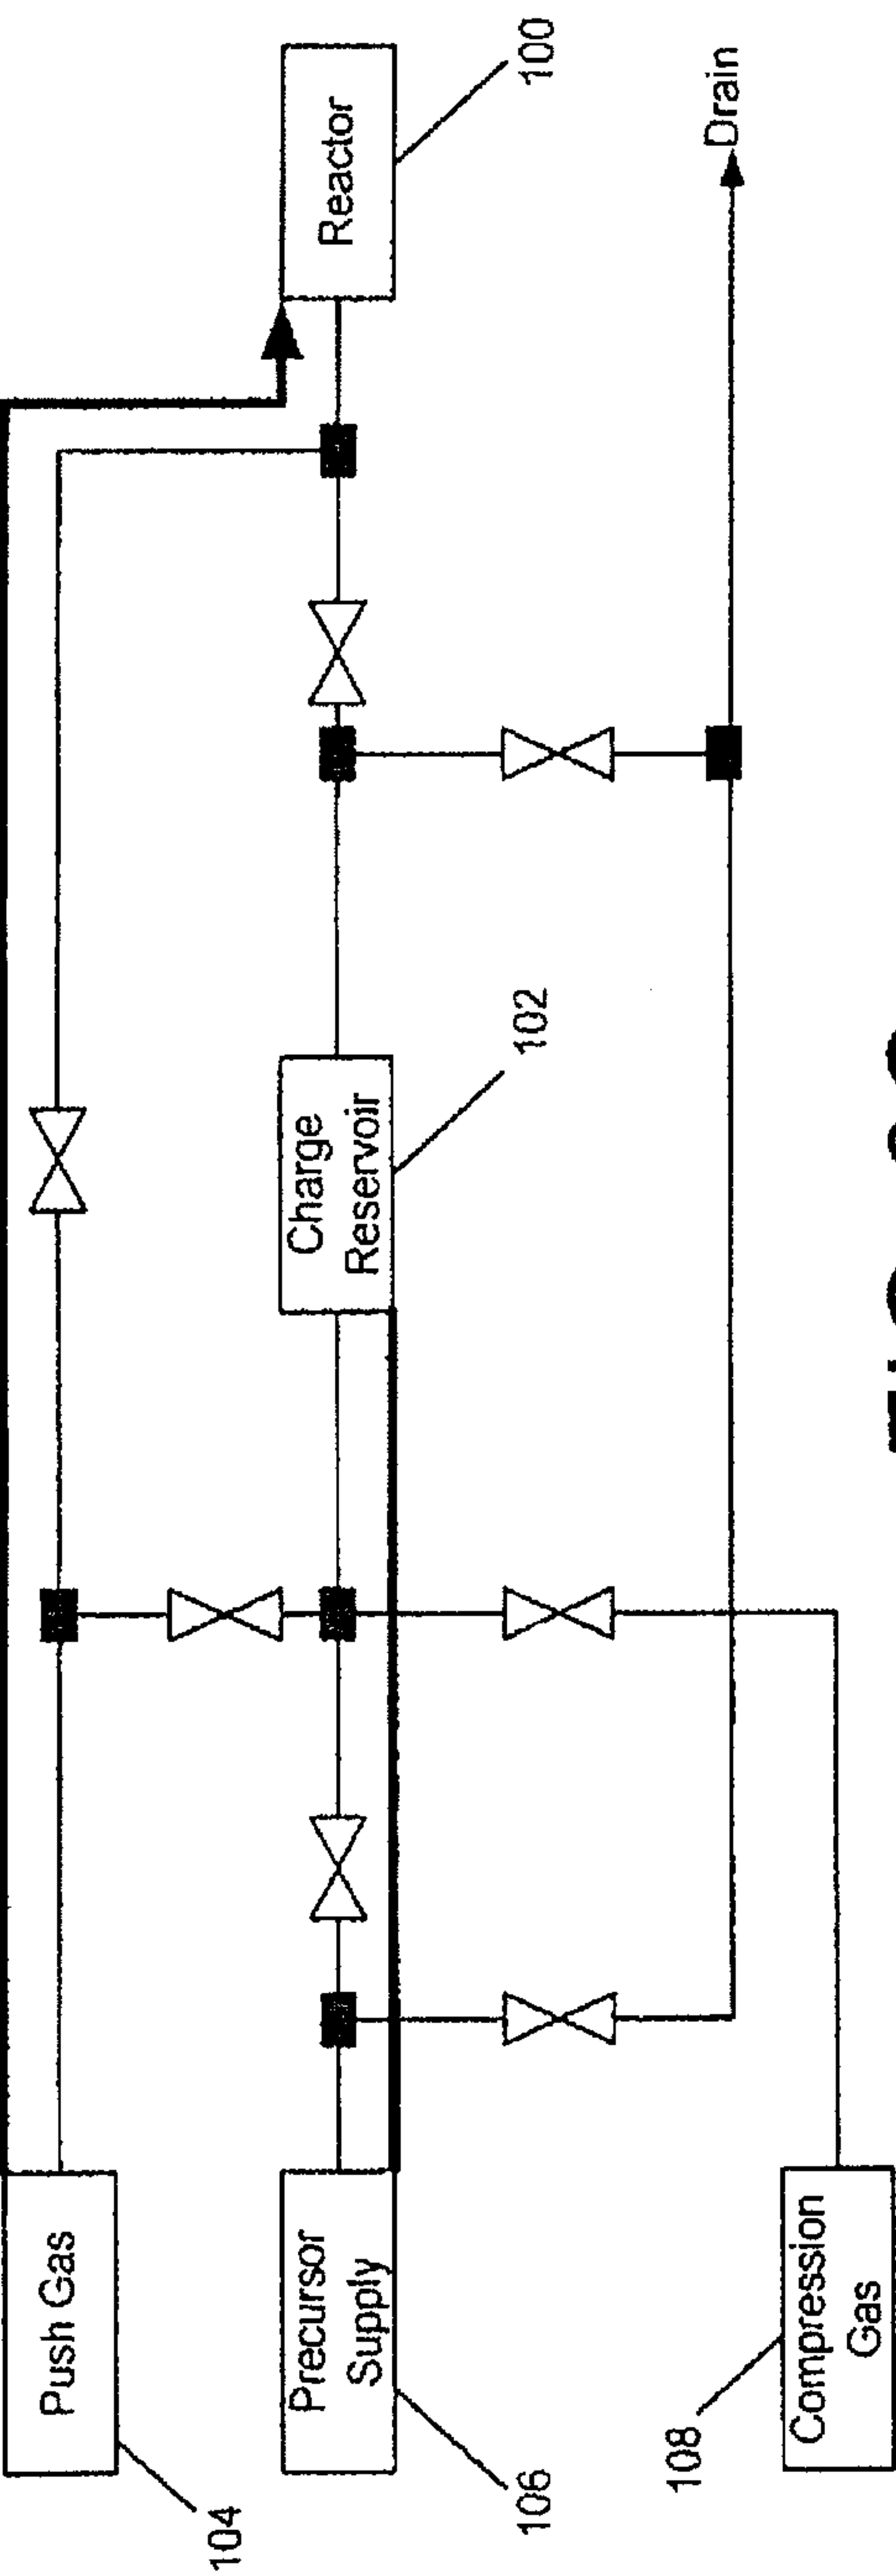 104
Push Gas
106
Precursor
Supply
108
Compression
Gas
Charge
Reservoir
102
Reactor
100
Drain